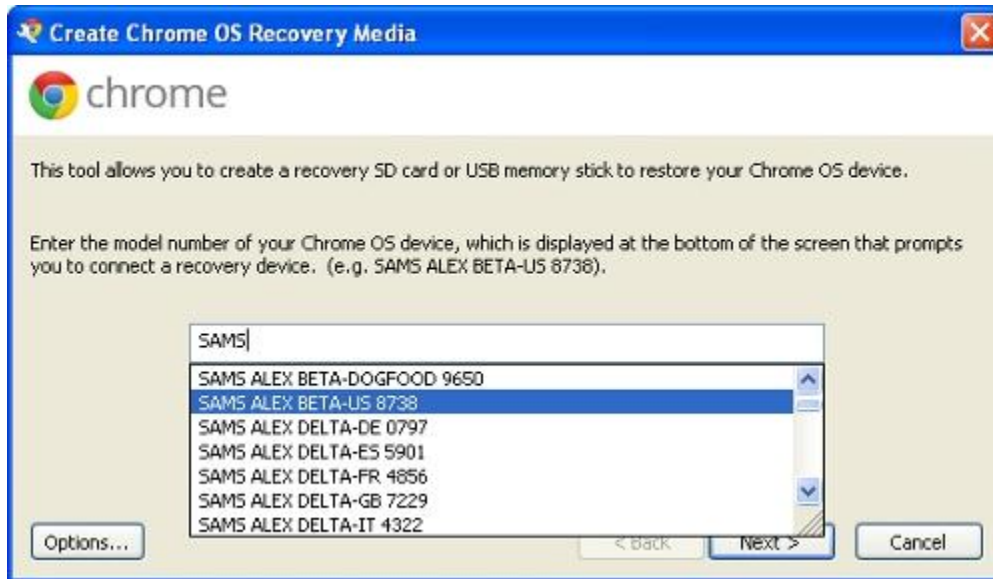 Create Chrome OS Recovery Media
chrome
This tool allows you to create a recovery SD card or USB memory stick to restore your Chrome OS device.
Enter the model number of your Chrome OS device, which is displayed at the bottom of the screen that prompts
you to connect a recovery device. (e.g. SAMS ALEX BETA-US 8738).
SAMS
SAMS ALEX BETA-DOGFOOD 9650
SAMS ALEX BETA-US 8738
SAMS ALEX DELTA-DE 0797
SAMS ALEX DELTA-ES 5901
SAMS ALEX DELTA-FR 4856
SAMS ALEX DELTA-GB 7229
SAMS ALEX DELTA-IT 4322
Options... < Back Next > Cancel